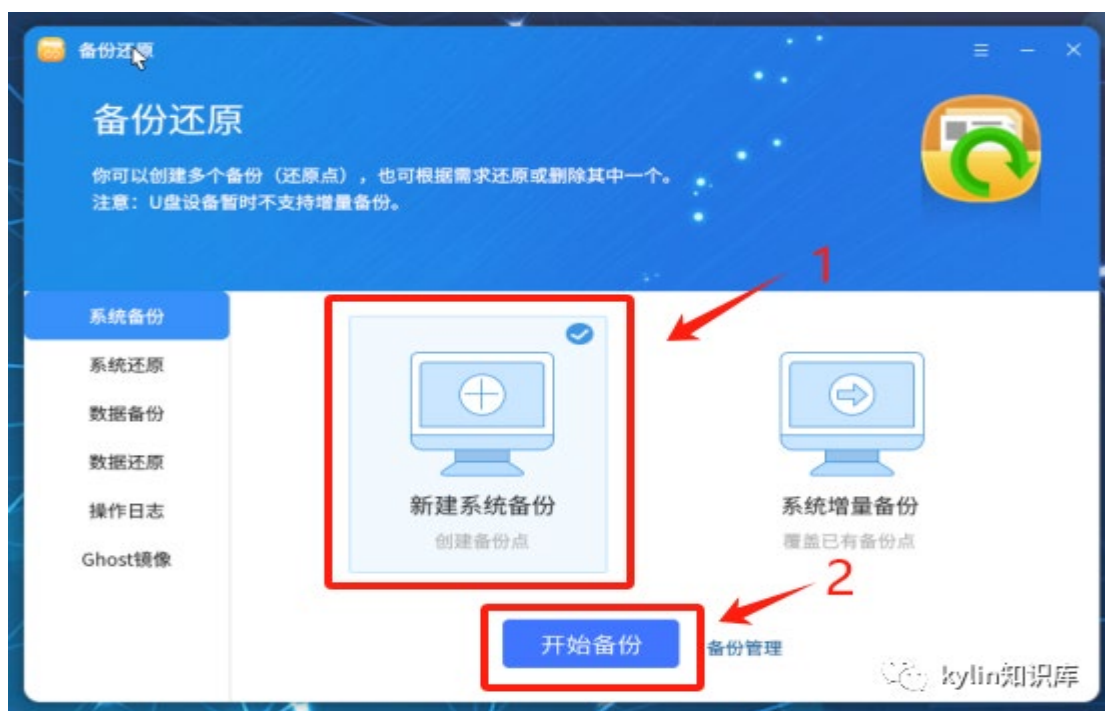 备份还原
备份还原
你可以创建多个备份（还原点），也可根据需求还原或删除其中一个。
注意：U盘设备暂时不支持增量备份。
1
系统备份
系统还原
数据备份
数据还原
操作日志
Ghost镜像
新建系统备份
创建备份点
系统增量备份
覆盖已有备份点
2
开始备份
备份管理
kylin知识库